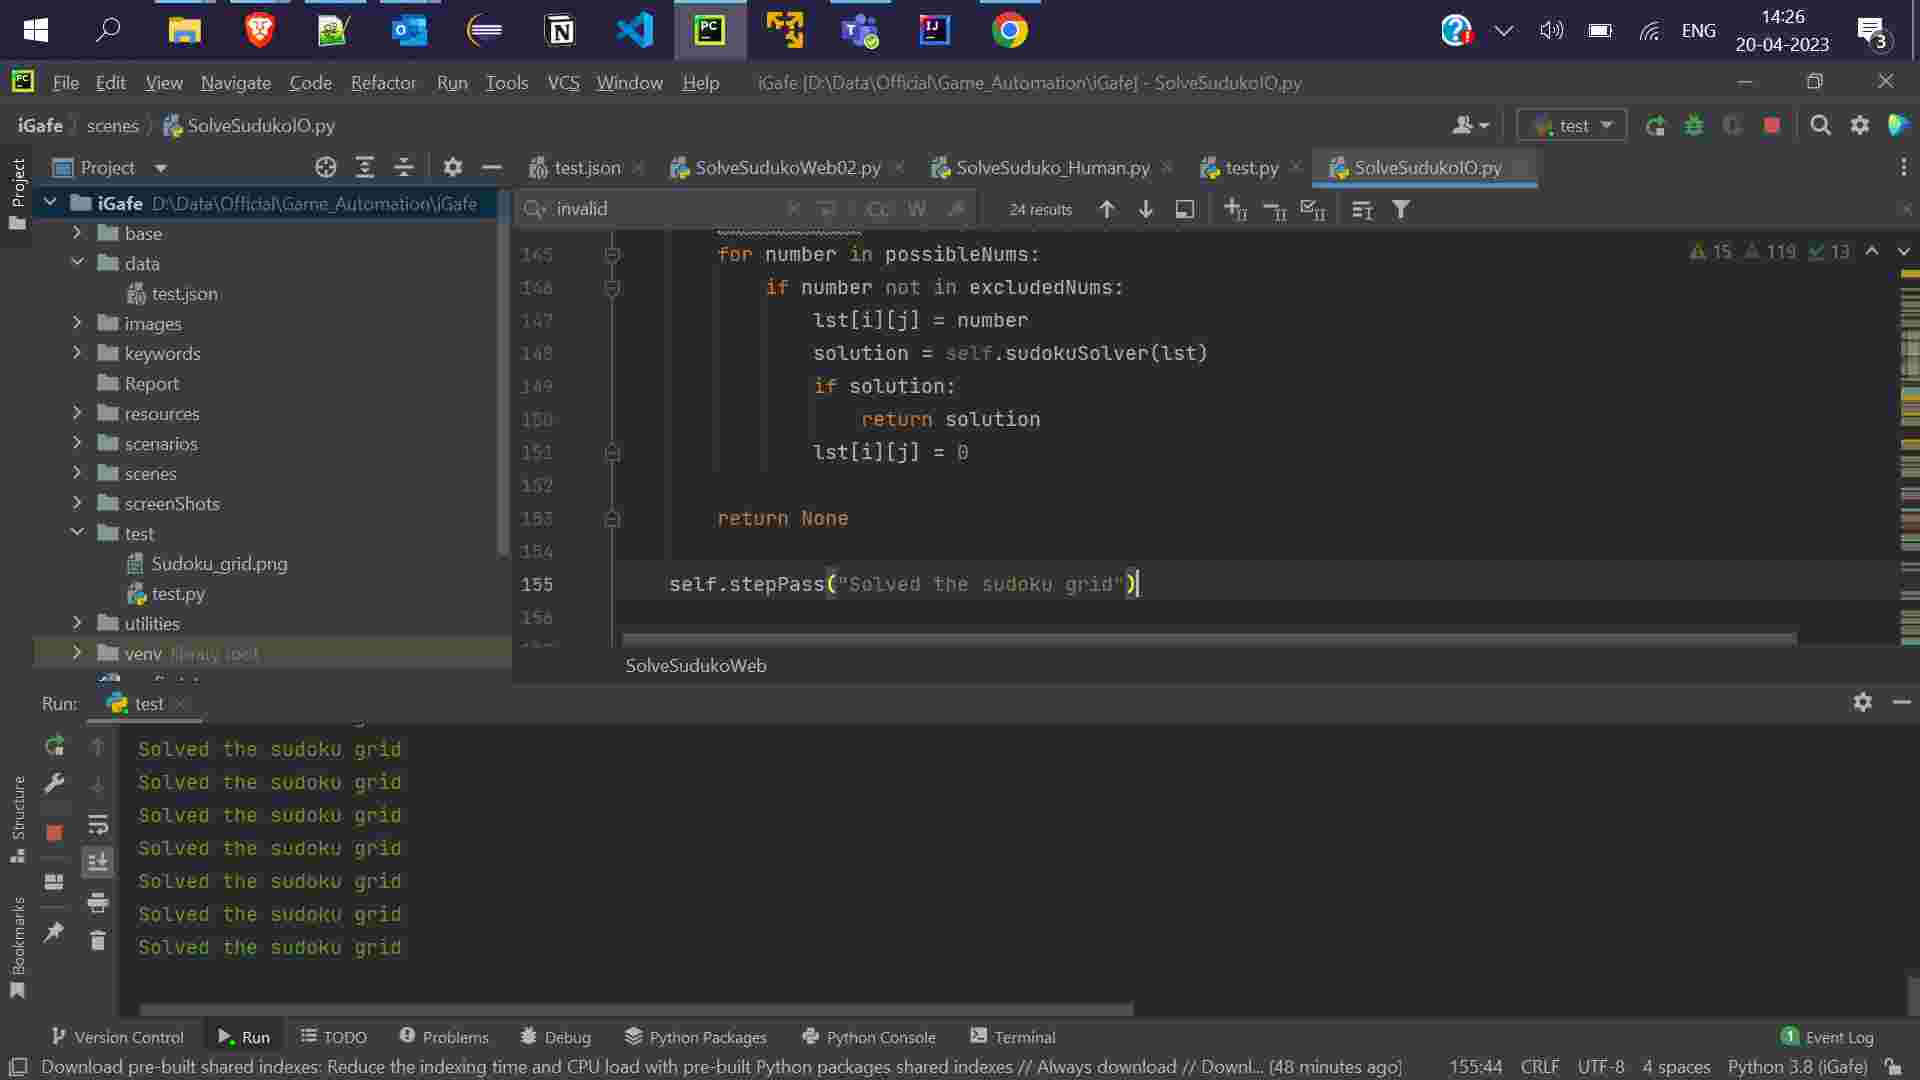 ENG
14:26
20-04-2023
3
File Edit View Navigate Code Refactor Run Tools VCS Window Help iGafe [D:\Data\Official\Game_Automation\iGafe] - SolveSudukoIO.py
iGafe scenes SolveSudukoIO.py
test
Project
test.json SolveSudukoWeb02.py SolveSuduko_Human.py test.py SolveSudukoIO.py
invalid Cc W 24 results
iGafe D:\Data\Official\Game_Automation\iGafe
base
data
test.json
images
keywords
Report
resources
scenarios
scenes
screenShots
test
Sudoku_grid.png
test.py
utilities
venv library root
15 119 13
145 for number in possibleNums:
146 if number not in excludedNums:
147 lst[i][j] = number
148 solution = self.sudokuSolver(lst)
149 if solution:
150 return solution
151 lst[i][j] = 0
152
153 return None
154
155 self.stepPass("Solved the sudoku grid")
156
SolveSudukoWeb
Project
Structure
Bookmarks
Run: test
Solved the sudoku grid
Solved the sudoku grid
Solved the sudoku grid
Solved the sudoku grid
Solved the sudoku grid
Solved the sudoku grid
Solved the sudoku grid
Version Control Run TODO Problems Debug Python Packages Python Console Terminal 1 Event Log
Download pre-built shared indexes: Reduce the indexing time and CPU load with pre-built Python packages shared indexes // Always download // Downl... (48 minutes ago) 155:44 CRLF UTF-8 4 spaces Python 3.8 (iGafe)